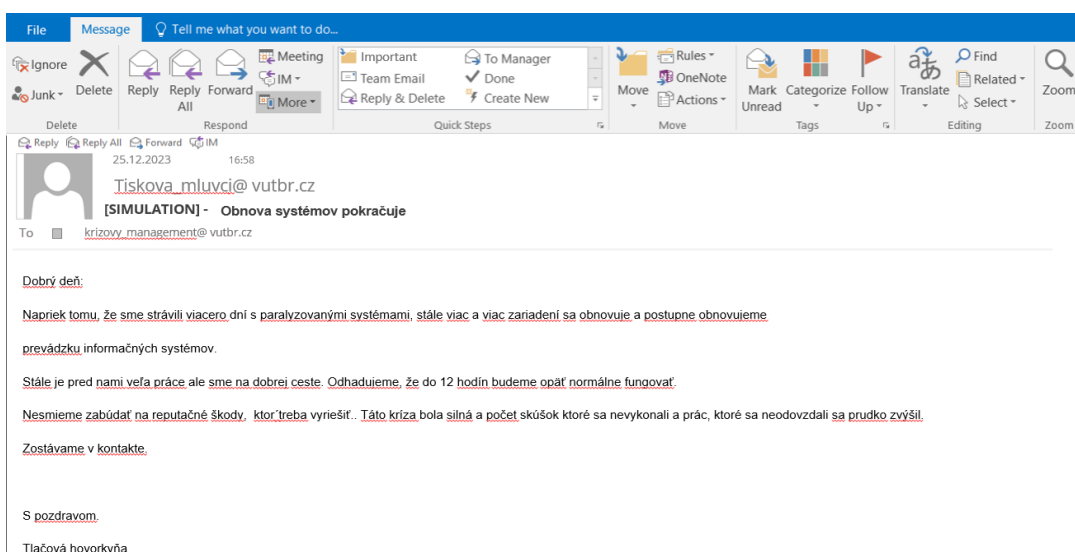 File Message Tell me what you want to do...
Ignore
Junk
Delete
Reply
Reply All
Forward
Meeting
IM
More
Important
Team Email
Reply & Delete
To Manager
Done
Create New
Move
Rules
OneNote
Actions
Mark Unread
Categorize
Follow Up
Translate
Find
Related
Select
Zoom
Delete Respond Quick Steps Move Tags Editing Zoom
Reply Reply All Forward IM
25.12.2023 16:58
Tiskova_mluvci@ vutbr.cz
[SIMULATION] - Obnova systémov pokračuje
To krizovy_management@ vutbr.cz
Dobrý deň:
Napriek tomu, že sme strávili viacero dní s paralyzovanými systémami, stále viac a viac zariadení sa obnovuje a postupne obnovujeme
prevádzku informačných systémov.
Stále je pred nami veľa práce ale sme na dobrej ceste. Odhadujeme, že do 12 hodín budeme opäť normálne fungovať.
Nesmieme zabúdať na reputačné škody, ktor´treba vyriešiť.. Táto kríza bola silná a počet skúšok ktoré sa nevykonali a prác, ktoré sa neodovzdali sa prudko zvýšil.
Zostávame v kontakte.
S pozdravom.
Tlačová hovorkyňa